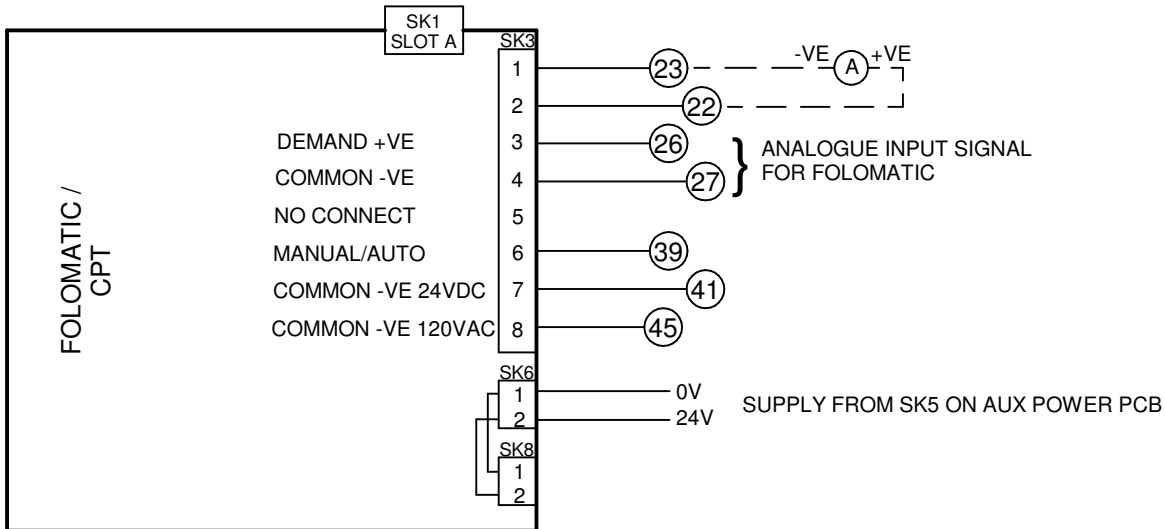 SK1
SLOT A
SK3
1
23
-VE
A
+VE
2
22
DEMAND +VE
3
26
ANALOGUE INPUT SIGNAL
FOR FOLOMATIC
COMMON -VE
4
27
NO CONNECT
5
MANUAL/AUTO
6
39
COMMON -VE 24VDC
7
41
COMMON -VE 120VAC
8
45
FOLOMATIC /
CPT
SK6
1
0V
2
24V
SUPPLY FROM SK5 ON AUX POWER PCB
SK8
1
2